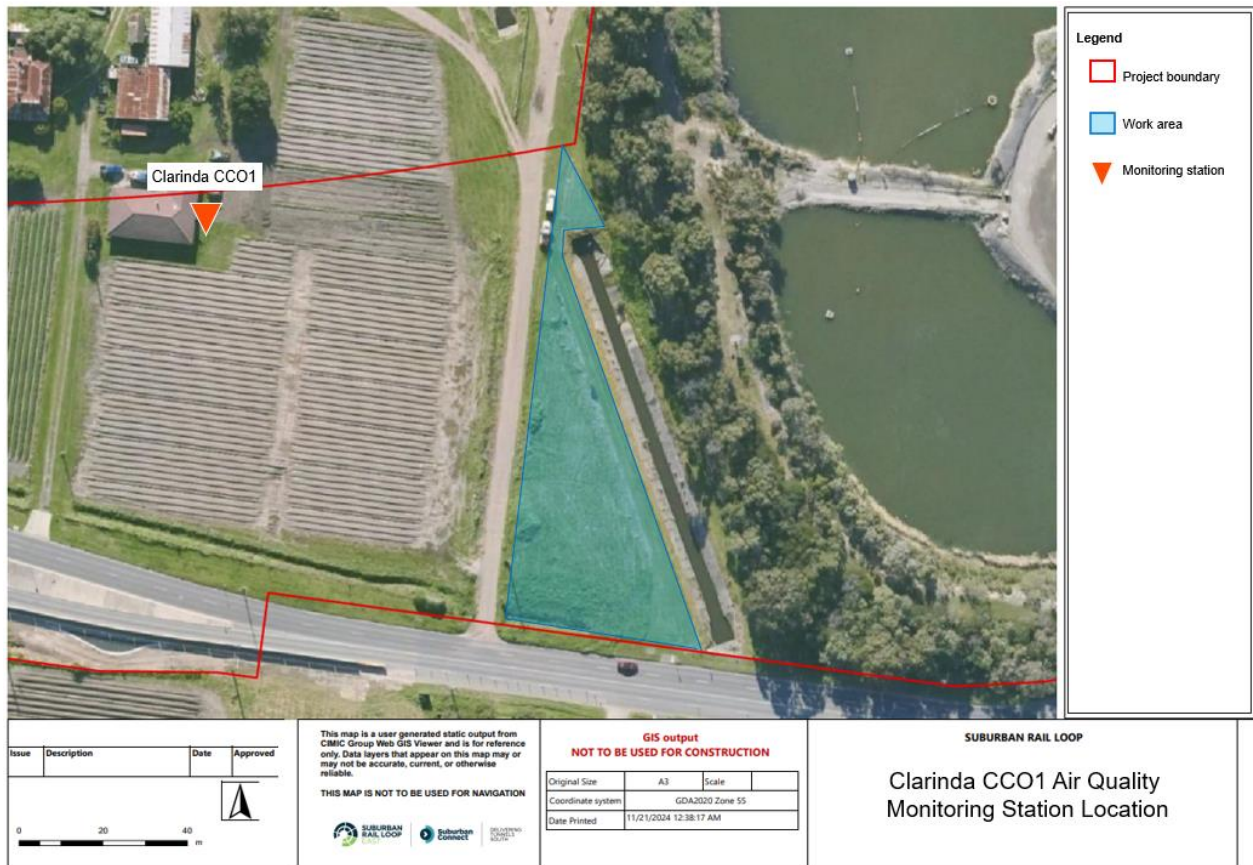 Clarinda CCO1
Legend
Project boundary
Work area
Monitoring station
Issue
Description
Date
Approved
0
20
40
m
This map is a user generated static output from
CIMIC Group Web GIS Viewer and is for reference
only. Data layers that appear on this map may or
may not be accurate, current, or otherwise
reliable.
THIS MAP IS NOT TO BE USED FOR NAVIGATION
SUBURBAN
RAIL LOOP
EAST
Suburban
Connect
DELIVERING
TUNNELS
SOUTH
GIS output
NOT TO BE USED FOR CONSTRUCTION
Original Size
A3
Scale
Coordinate system
GDA2020 Zone 55
Date Printed
11/21/2024 12:38:17 AM
SUBURBAN RAIL LOOP
Clarinda CCO1 Air Quality
Monitoring Station Location